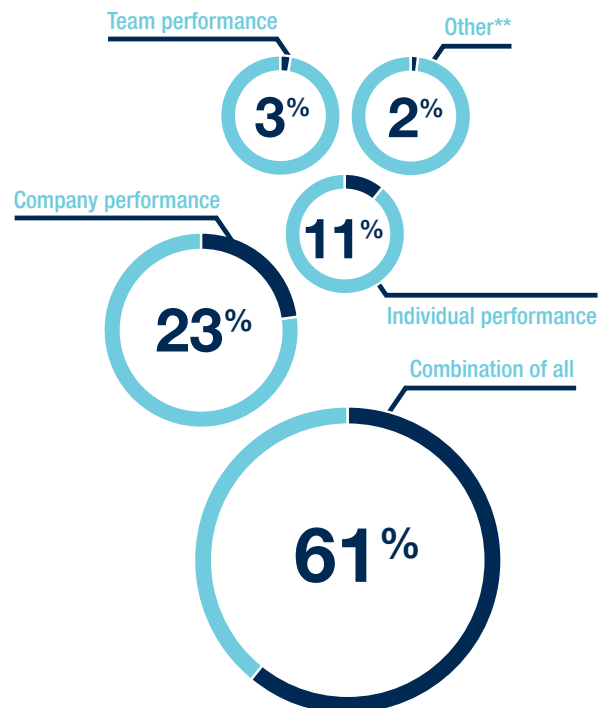 Team performance
Other**
3%
2%
Company performance
11%
23%
Individual performance
Combination of all
61%